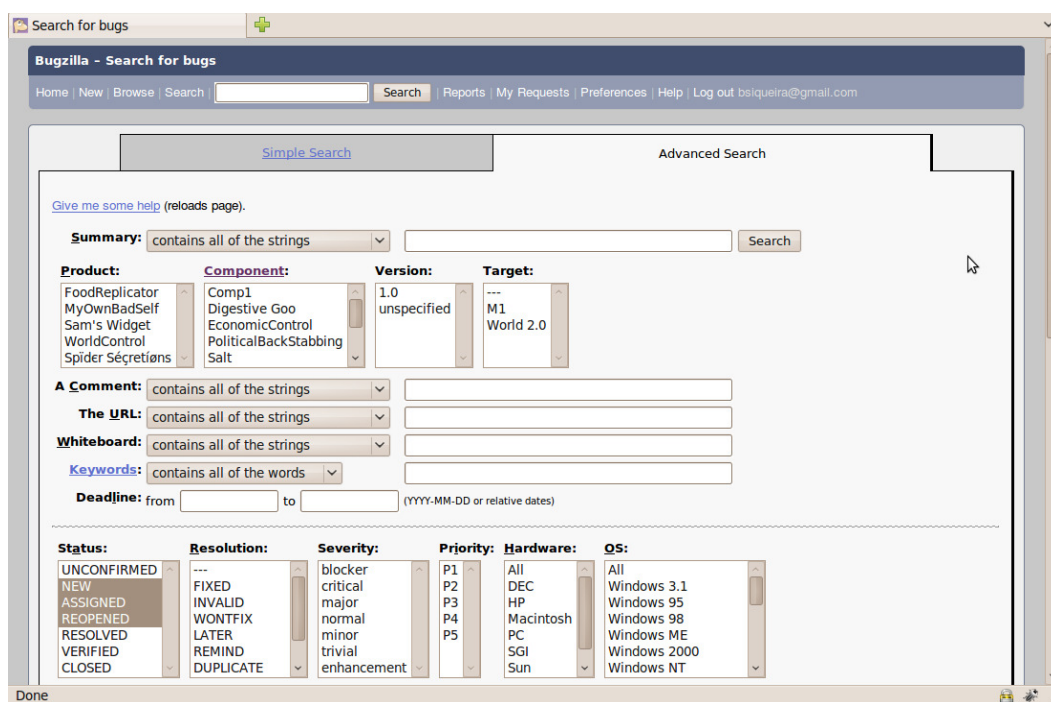 Search for bugs
Bugzilla – Search for bugs
Home | New | Browse | Search | Search | Reports | My Requests | Preferences | Help | Log out bsiqueira@gmail.com
Simple Search Advanced Search
Give me some help (reloads page).
Summary: contains all of the strings Search
Product: Component: Version: Target:
FoodReplicator Comp1 1.0 ---
MyOwnBadSelf Digestive Goo unspecified M1
Sam's Widget EconomicControl World 2.0
WorldControl PoliticalBackStabbing
Spïdєr Séçretíøns Salt
A Comment: contains all of the strings
The URL: contains all of the strings
Whiteboard: contains all of the strings
Keywords: contains all of the words
Deadline: from to (YYYY-MM-DD or relative dates)
Status: Resolution: Severity: Priority: Hardware: OS:
UNCONFIRMED --- blocker P1 All All
NEW FIXED critical P2 DEC Windows 3.1
ASSIGNED INVALID major P3 HP Windows 95
REOPENED WONTFIX normal P4 Macintosh Windows 98
RESOLVED LATER minor P5 PC Windows ME
VERIFIED REMIND trivial SGI Windows 2000
CLOSED DUPLICATE enhancement Sun Windows NT
Done